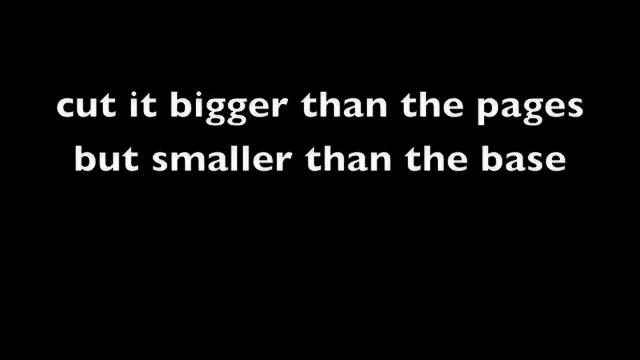 cut it bigger than the pages
but smaller than the base